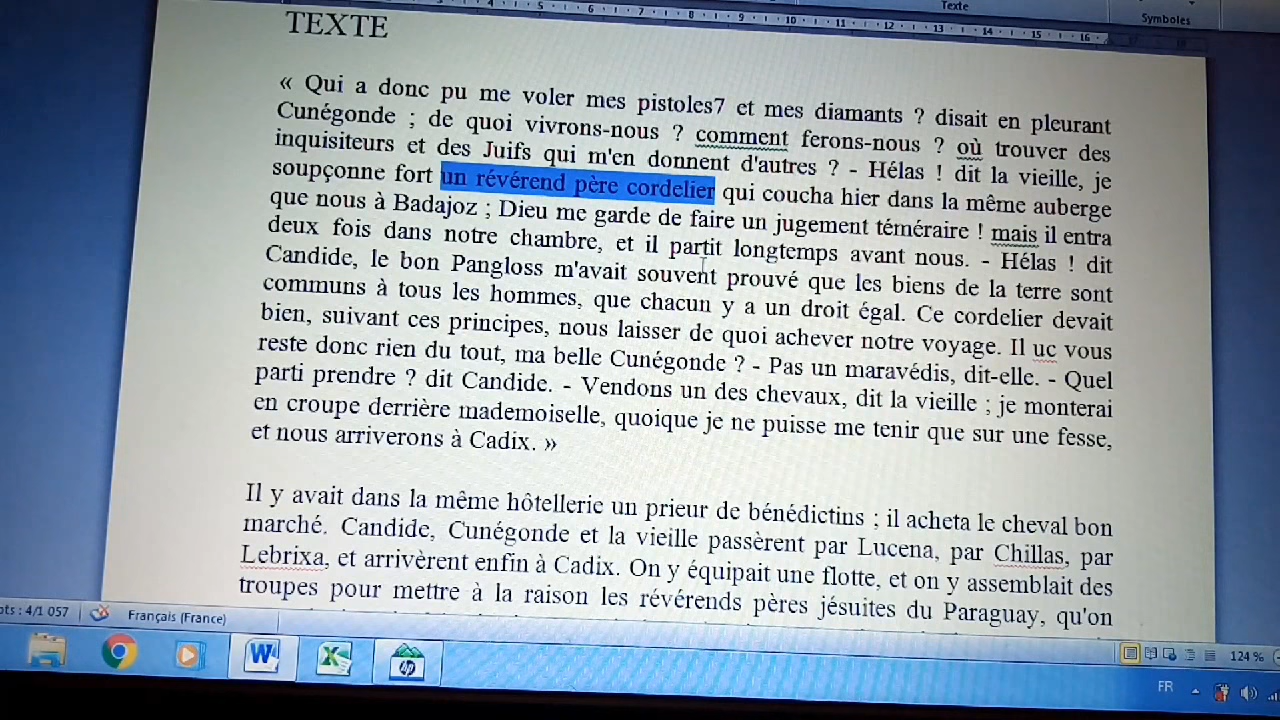 Texte
Symboles
TEXTE
« Qui a donc pu me voler mes pistoles7 et mes diamants ? disait en pleurant
Cunégonde ; de quoi vivrons-nous ? comment ferons-nous ? où trouver des
inquisiteurs et des Juifs qui m'en donnent d'autres ? - Hélas ! dit la vieille, je
soupçonne fort un révérend père cordelier qui coucha hier dans la même auberge
que nous à Badajoz ; Dieu me garde de faire un jugement téméraire ! mais il entra
deux fois dans notre chambre, et il partit longtemps avant nous. - Hélas ! dit
Candide, le bon Pangloss m'avait souvent prouvé que les biens de la terre sont
communs à tous les hommes, que chacun y a un droit égal. Ce cordelier devait
bien, suivant ces principes, nous laisser de quoi achever notre voyage. Il uc vous
reste donc rien du tout, ma belle Cunégonde ? - Pas un maravédis, dit-elle. - Quel
parti prendre ? dit Candide. - Vendons un des chevaux, dit la vieille ; je monterai
en croupe derrière mademoiselle, quoique je ne puisse me tenir que sur une fesse,
et nous arriverons à Cadix. »
Il y avait dans la même hôtellerie un prieur de bénédictins ; il acheta le cheval bon
marché. Candide, Cunégonde et la vieille passèrent par Lucena, par Chillas, par
Lebrixa, et arrivèrent enfin à Cadix. On y équipait une flotte, et on y assemblait des
troupes pour mettre à la raison les révérends pères jésuites du Paraguay, qu'on
ots : 4/1 057 Français (France) 124 %
FR